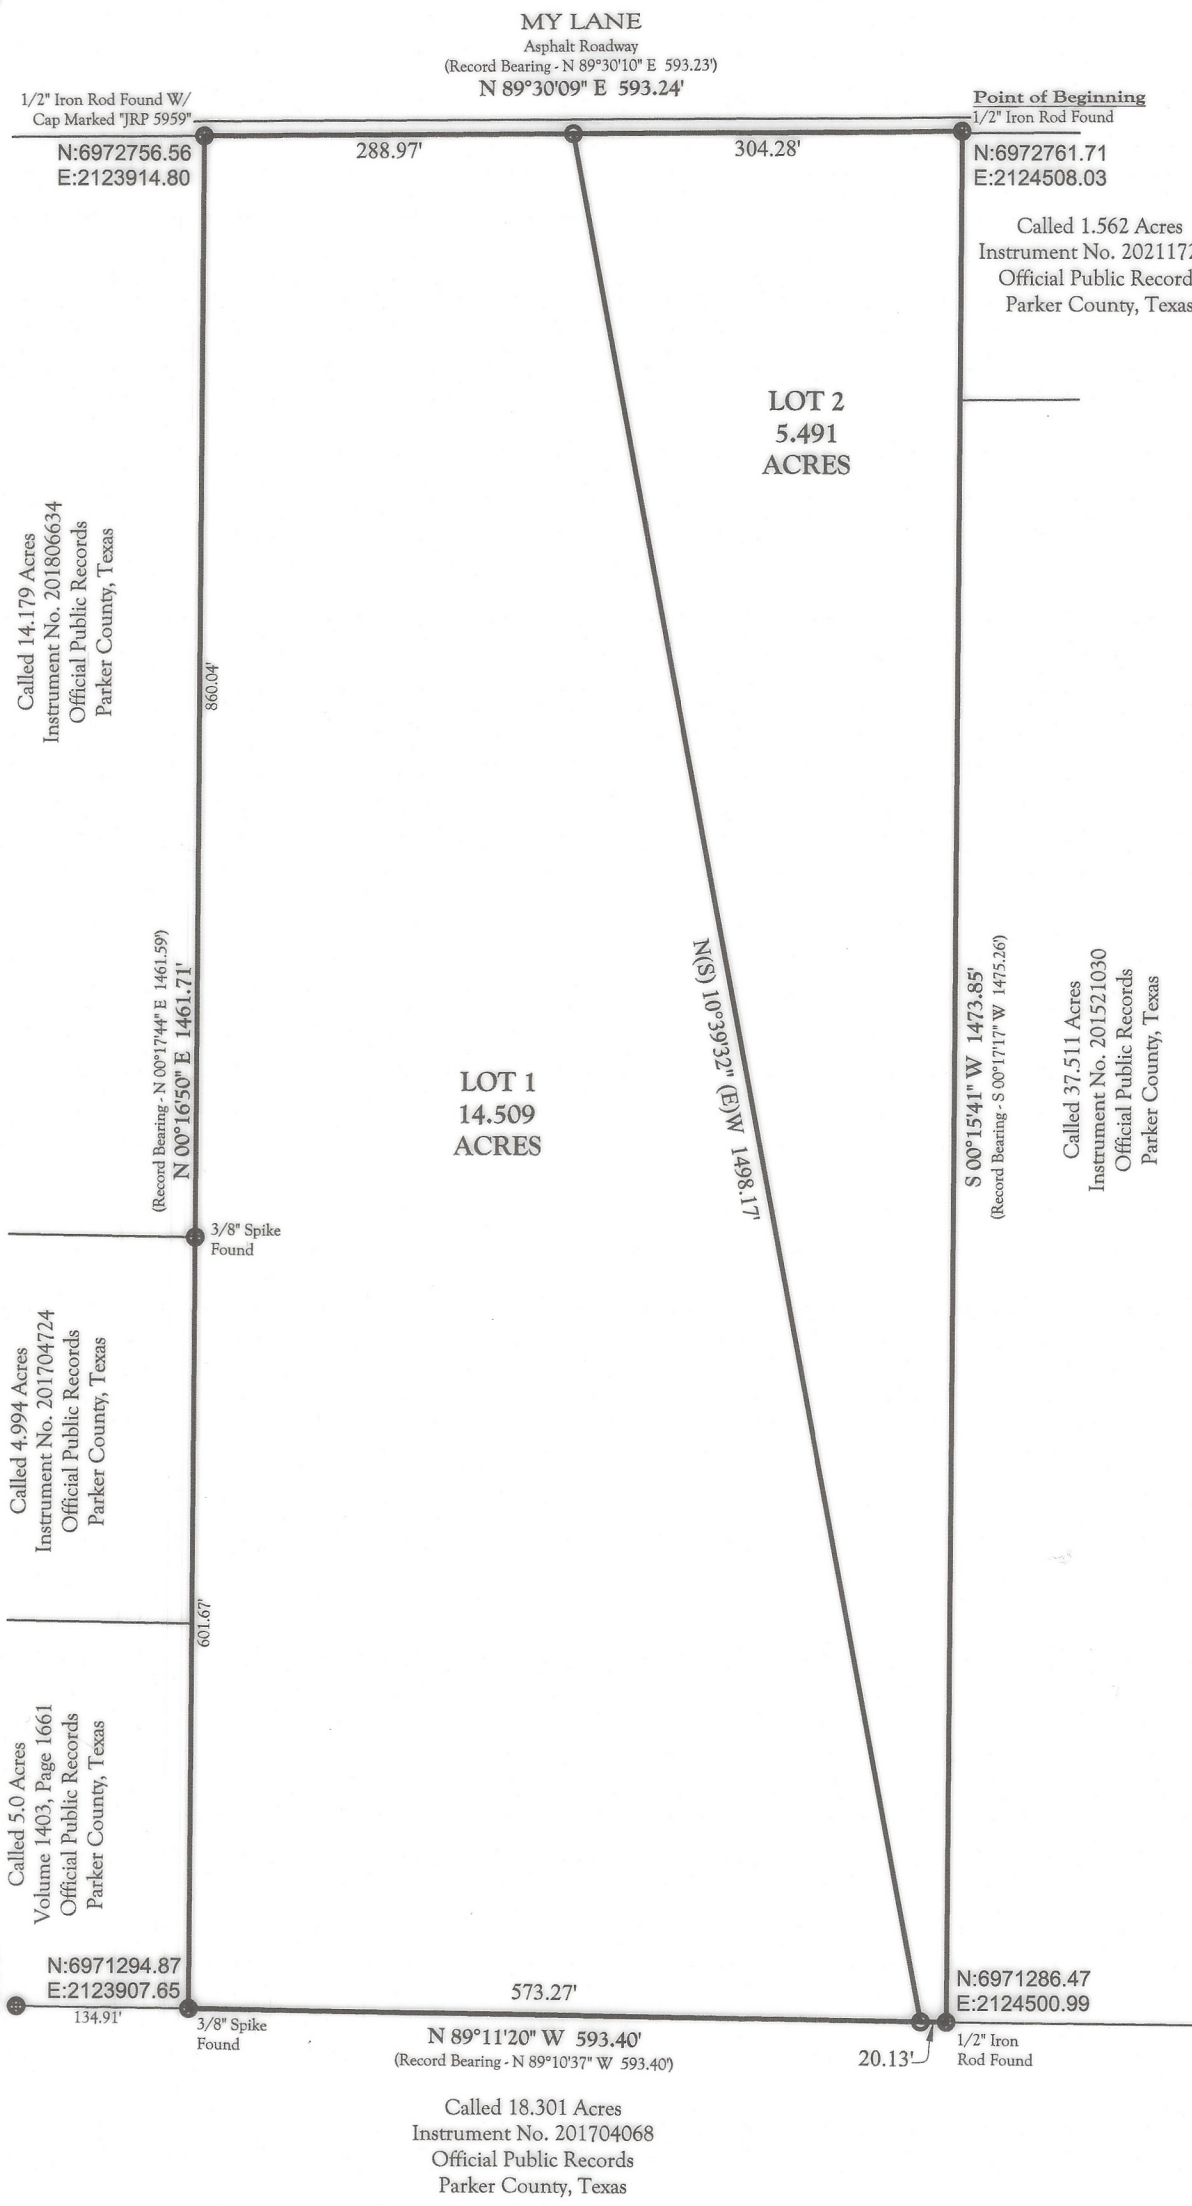 MY LANE
Asphalt Roadway
(Record Bearing - N 89°30'10" E 593.23')
N 89°30'09" E 593.24'
1/2" Iron Rod Found W/
Cap Marked "JRP 5959"
Point of Beginning
1/2" Iron Rod Found
N:6972756.56
E:2123914.80
288.97'
304.28'
N:6972761.71
E:2124508.03
Called 1.562 Acres
Instrument No. 2021172
Official Public Record
Parker County, Texas
LOT 2
5.491
ACRES
Called 14.179 Acres
Instrument No. 201806634
Official Public Records
Parker County, Texas
860.04'
(Record Bearing - N 00°17'44" E 1461.59')
N 00°16'50" E 1461.71'
LOT 1
14.509
ACRES
N(S) 10°39'32" (E)W 1498.17'
S 00°15'41" W 1473.85'
(Record Bearing - S 00°17'17" W 1475.26')
Called 37.511 Acres
Instrument No. 201521030
Official Public Records
Parker County, Texas
3/8" Spike
Found
Called 4.994 Acres
Instrument No. 201704724
Official Public Records
Parker County, Texas
601.67'
Called 5.0 Acres
Volume 1403, Page 1661
Official Public Records
Parker County, Texas
N:6971294.87
E:2123907.65
134.91'
3/8" Spike
Found
573.27'
N 89°11'20" W 593.40'
(Record Bearing - N 89°10'37" W 593.40')
20.13'
N:6971286.47
E:2124500.99
1/2" Iron
Rod Found
Called 18.301 Acres
Instrument No. 201704068
Official Public Records
Parker County, Texas